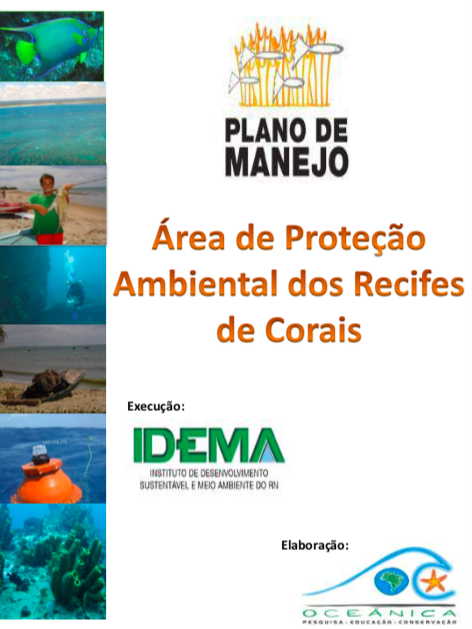 PLANO DE
MANEJO
Área de Proteção
Ambiental dos Recifes
de Corais
Execução:
IDEMA
INSTITUTO DE DESENVOLVIMENTO
SUSTENTÁVEL E MEIO AMBIENTE DO RN
Elaboração:
OCEÂNICA
PESQUISA - EDUCAÇÃO - CONSERVAÇÃO